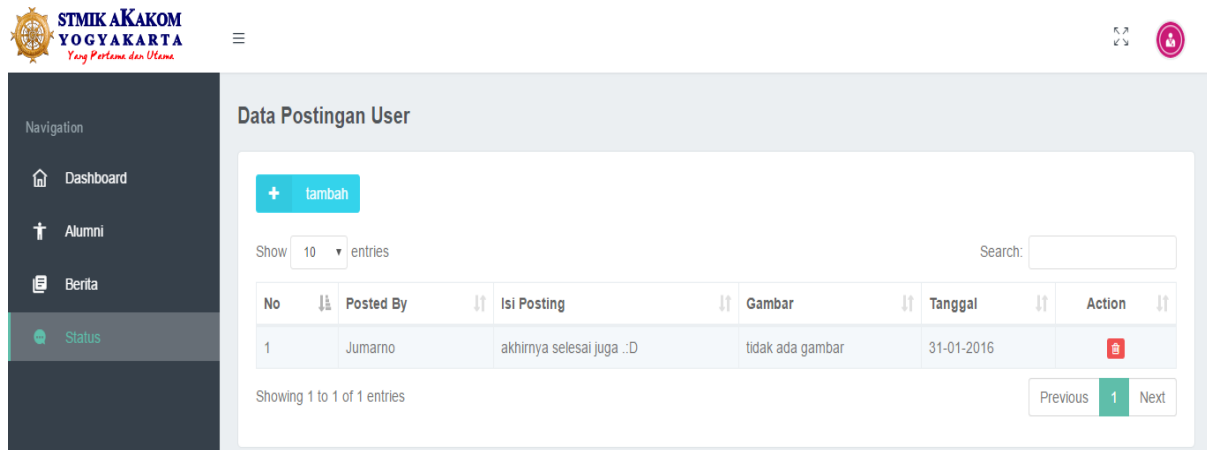 STMIK AKAKOM
YOGYAKARTA
Yang Pertama dan Utama
Navigation
Dashboard
Alumni
Berita
Status
Data Postingan User
+ tambah
Show 10 entries
Search:
No Posted By Isi Posting Gambar Tanggal Action
1 Jumarno akhirnya selesai juga .:D tidak ada gambar 31-01-2016
Showing 1 to 1 of 1 entries
Previous 1 Next